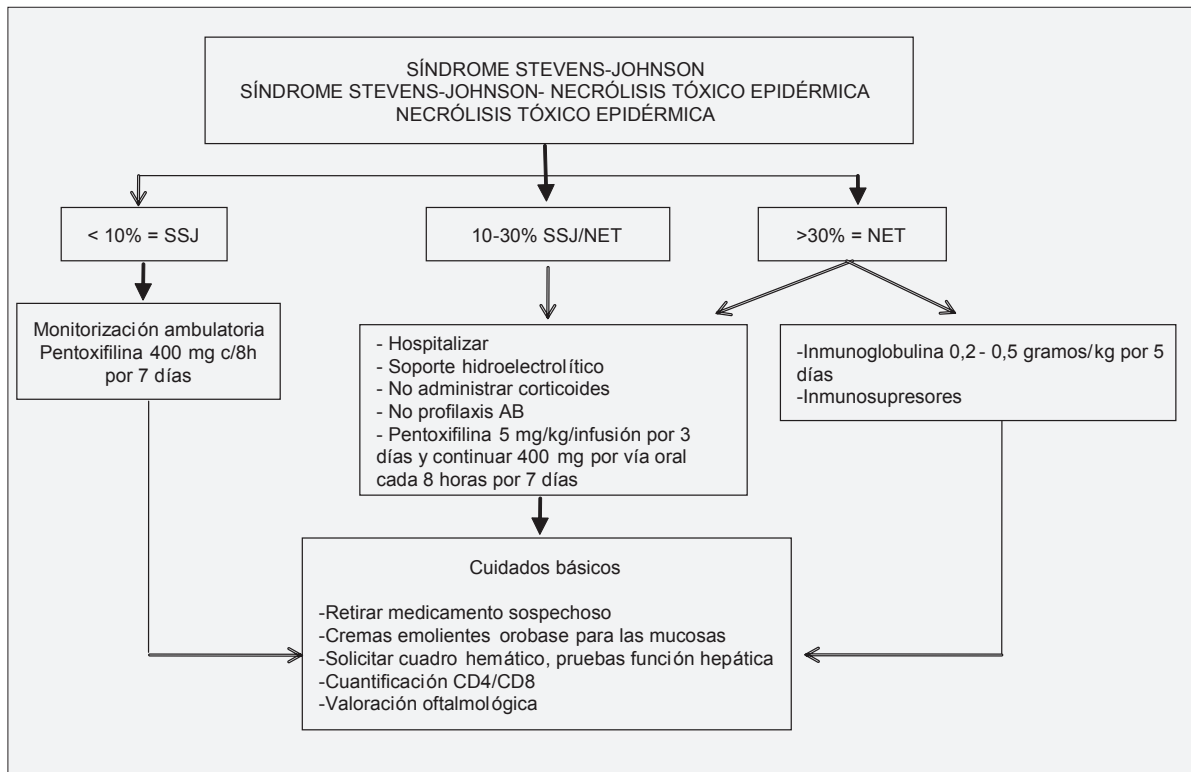 SÍNDROME STEVENS-JOHNSON
SÍNDROME STEVENS-JOHNSON- NECRÓLISIS TÓXICO EPIDÉRMICA
NECRÓLISIS TÓXICO EPIDÉRMICA
< 10% = SSJ
10-30% SSJ/NET
>30% = NET
Monitorización ambulatoria
Pentoxifilina 400 mg c/8h
por 7 días
- Hospitalizar
- Soporte hidroelectrolítico
- No administrar corticoides
- No profilaxis AB
- Pentoxifilina 5 mg/kg/infusión por 3
días y continuar 400 mg por vía oral
cada 8 horas por 7 días
-Inmunoglobulina 0,2 - 0,5 gramos/kg por 5
días
-Inmunosupresores
Cuidados básicos
-Retirar medicamento sospechoso
-Cremas emolientes orobase para las mucosas
-Solicitar cuadro hemático, pruebas función hepática
-Cuantificación CD4/CD8
-Valoración oftalmológica